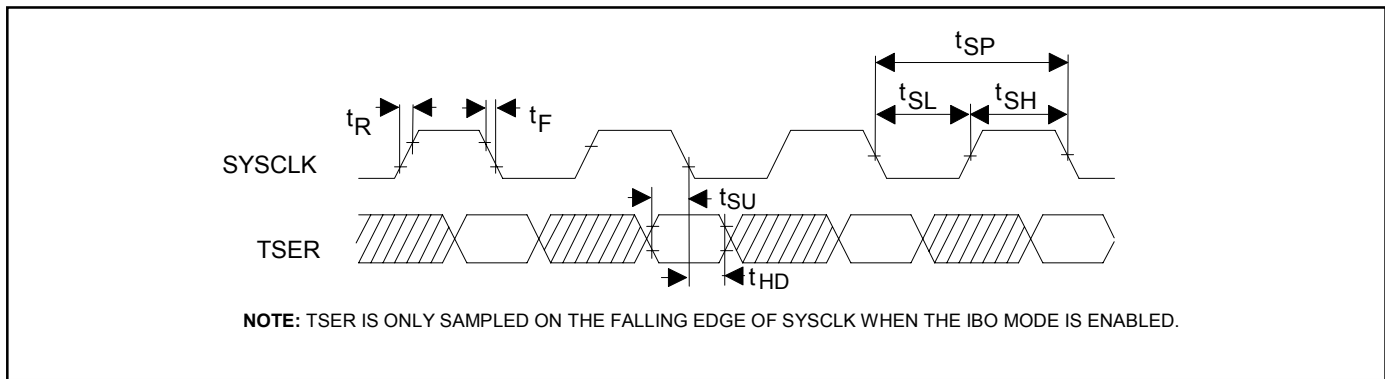 tSP
tSL tSH
tR tF
SYSCLK
tSU
TSER
tHD
NOTE: TSER IS ONLY SAMPLED ON THE FALLING EDGE OF SYSCLK WHEN THE IBO MODE IS ENABLED.